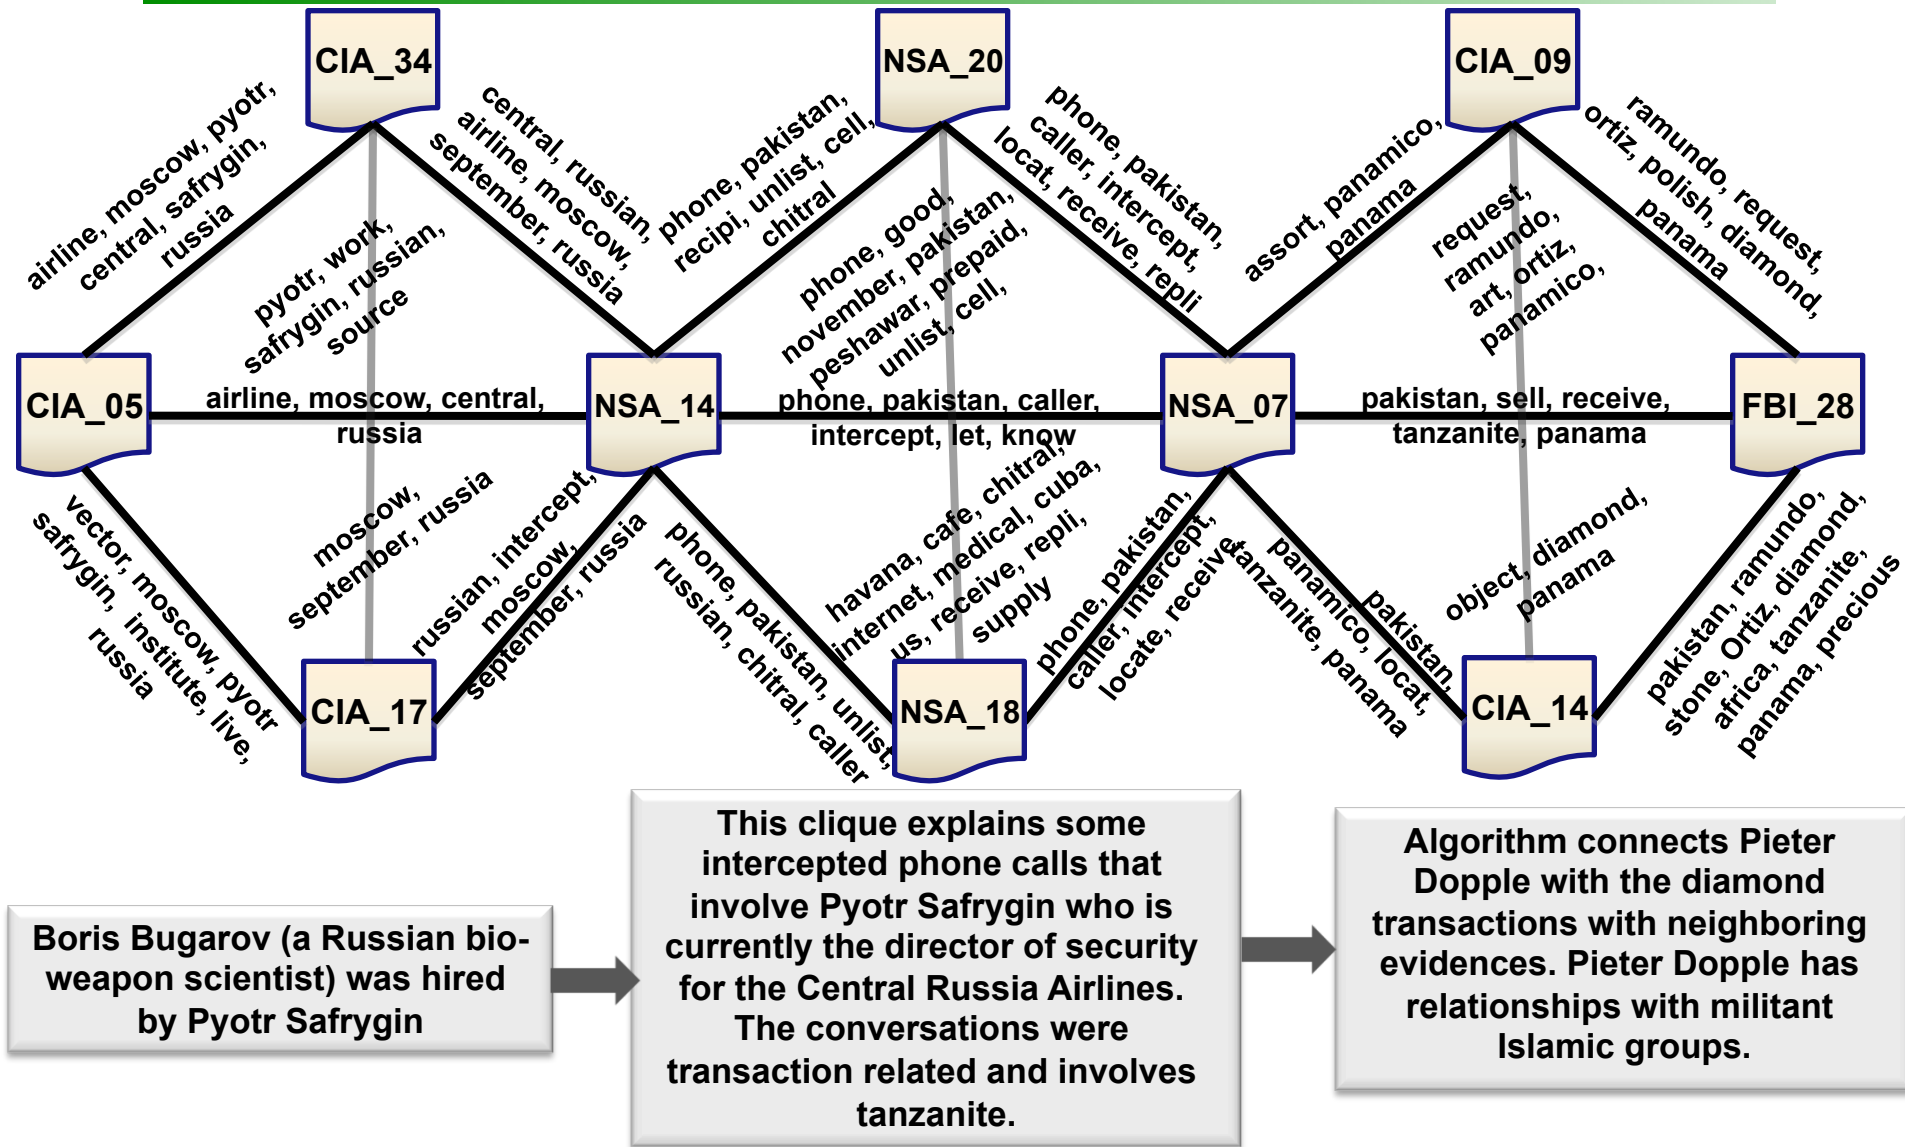 CIA_34
NSA_20
CIA_09
airline, moscow, pyotr,
central, safrygin,
russia
central, russian,
airline, moscow,
september, russia
phone, pakistan,
recipi, unlist, cell,
chitral
phone, pakistan,
caller, intercept,
locat, receive, repli
assort, panamico,
panama
ramundo, request,
ortiz, polish, diamond,
panama
pyotr, work,
safrygin, russian,
source
phone, good,
november, pakistan,
peshawar, prepaid,
unlist, cell,
request,
ramundo,
art, ortiz,
panamico,
CIA_05
airline, moscow, central,
russia
NSA_14
phone, pakistan, caller,
intercept, let, know
NSA_07
pakistan, sell, receive,
tanzanite, panama
FBI_28
vector, moscow, pyotr
safrygin, institute, live,
russia
moscow,
september, russia
russian, intercept,
moscow,
september, russia
phone, pakistan, unlist,
russian, chitral, caller
havana, cafe, chitral,
internet, medical, cuba,
us, receive, repli,
supply
phone, pakistan,
caller, intercept,
locate, receive
pakistan,
panamico, locat,
tanzanite, panama
object, diamond,
panama
pakistan, ramundo,
stone, Ortiz, diamond,
africa, tanzanite,
panama, precious
CIA_17
NSA_18
CIA_14
Boris Bugarov (a Russian bio-
weapon scientist) was hired
by Pyotr Safrygin
This clique explains some
intercepted phone calls that
involve Pyotr Safrygin who is
currently the director of security
for the Central Russia Airlines.
The conversations were
transaction related and involves
tanzanite.
Algorithm connects Pieter
Dopple with the diamond
transactions with neighboring
evidences. Pieter Dopple has
relationships with militant
Islamic groups.